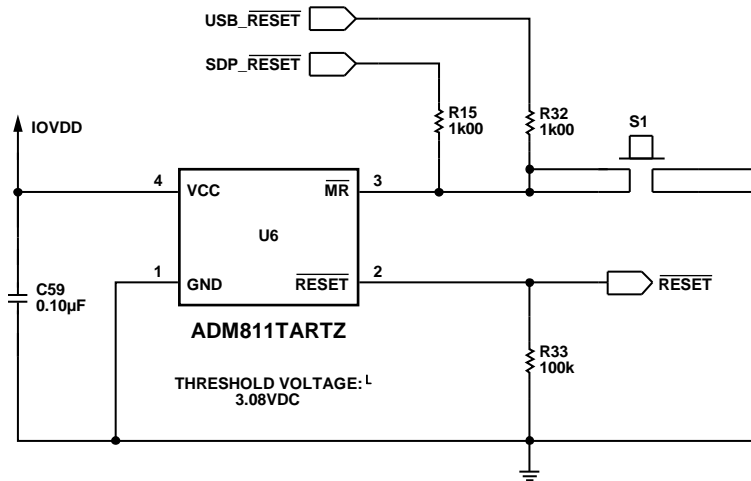 USB_RESET
SDP_RESET
IOVDD
R15
1k00
R32
1k00
S1
4
VCC
MR
3
U6
1
GND
RESET
2
RESET
C59
0.10µF
ADM811TARTZ
R33
100k
THRESHOLD VOLTAGE: L
3.08VDC